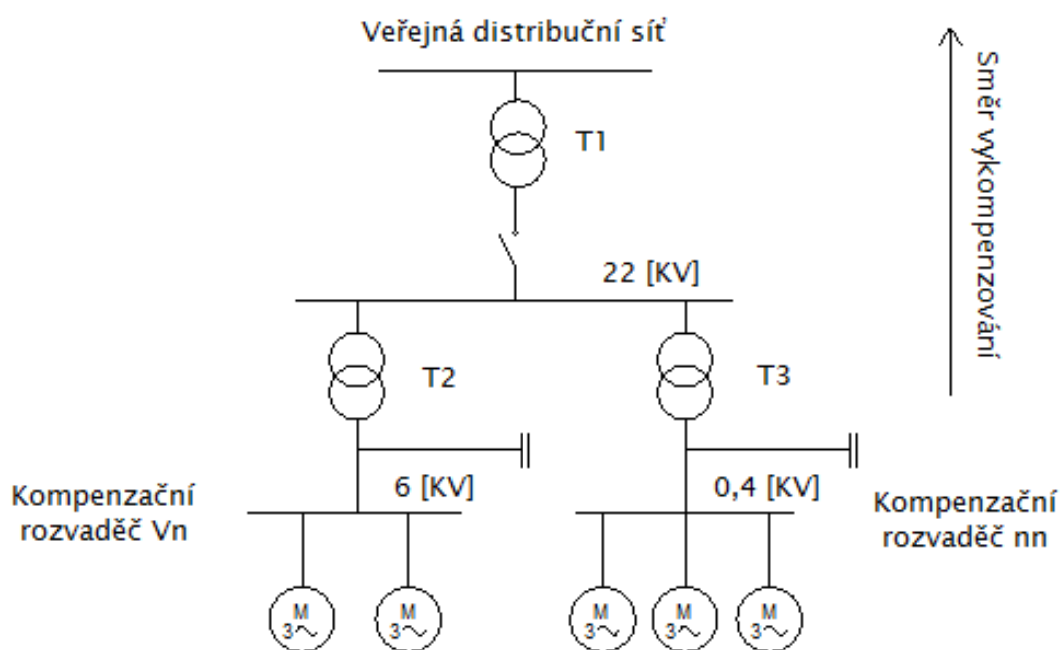 Veřejná distribuční síť
Směr vykompenzování
T1
22 [KV]
T2
T3
6 [KV]
0,4 [KV]
Kompenzační
rozvaděč Vn
Kompenzační
rozvaděč nn
M
3~
M
3~
M
3~
M
3~
M
3~